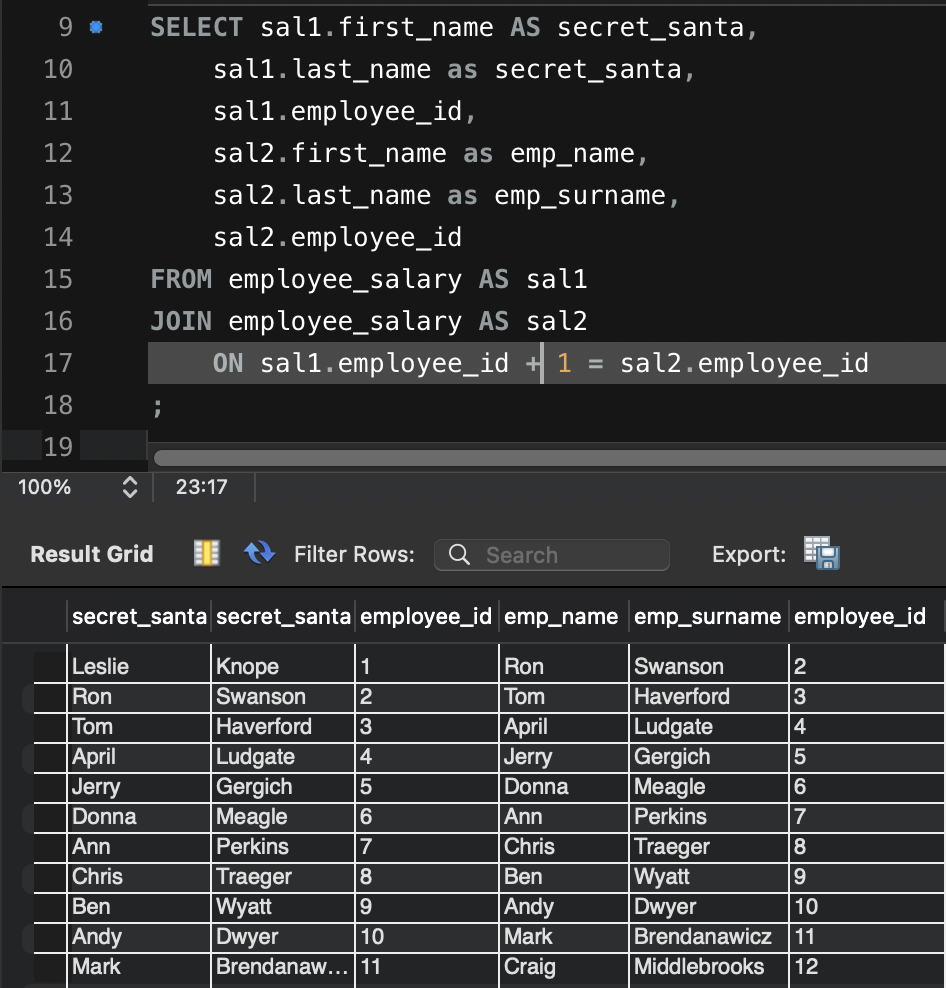 9 SELECT sal1.first_name AS secret_santa,
10 sal1.last_name as secret_santa,
11 sal1.employee_id,
12 sal2.first_name as emp_name,
13 sal2.last_name as emp_surname,
14 sal2.employee_id
15 FROM employee_salary AS sal1
16 JOIN employee_salary AS sal2
17 ON sal1.employee_id + 1 = sal2.employee_id
18 ;
19
100% 23:17
Result Grid Filter Rows: Search Export:
secret_santa secret_santa employee_id emp_name emp_surname employee_id
Leslie Knope 1 Ron Swanson 2
Ron Swanson 2 Tom Haverford 3
Tom Haverford 3 April Ludgate 4
April Ludgate 4 Jerry Gergich 5
Jerry Gergich 5 Donna Meagle 6
Donna Meagle 6 Ann Perkins 7
Ann Perkins 7 Chris Traeger 8
Chris Traeger 8 Ben Wyatt 9
Ben Wyatt 9 Andy Dwyer 10
Andy Dwyer 10 Mark Brendanawicz 11
Mark Brendanaw... 11 Craig Middlebrooks 12